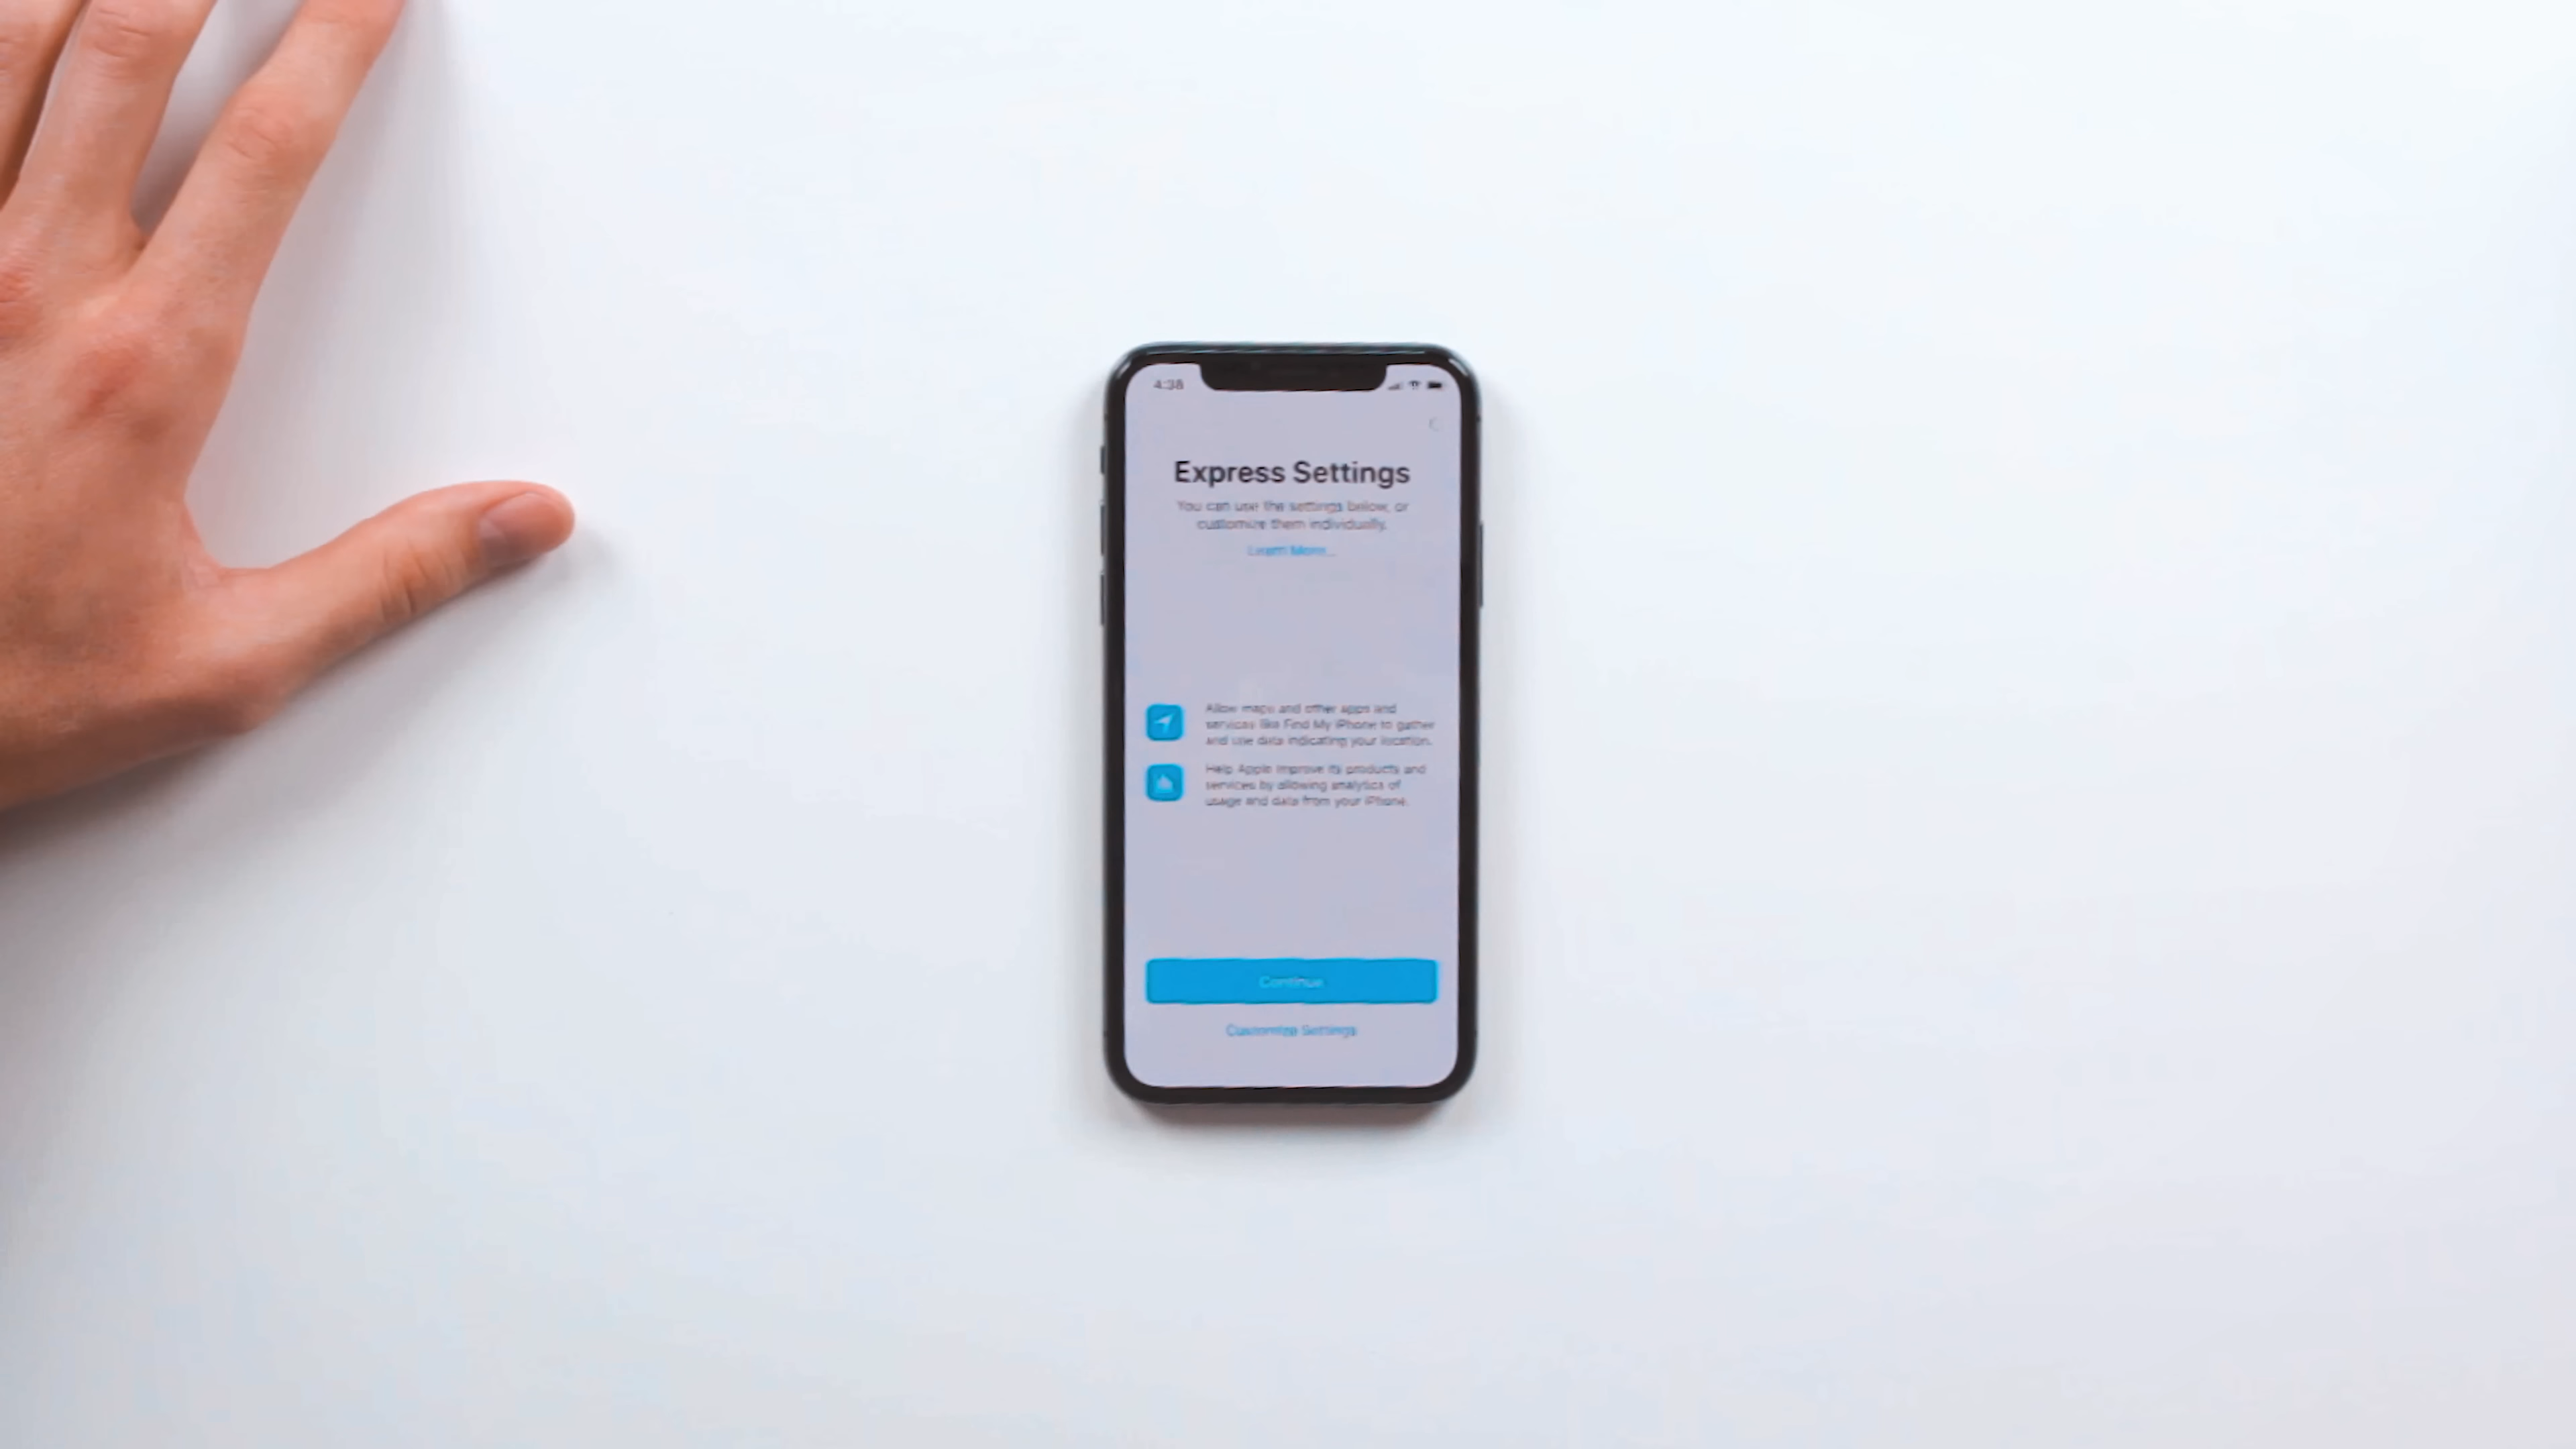 4:38
Express Settings
You can use the settings below, or
customize them individually.
Learn More...
Allow maps and other apps and
services like Find My iPhone to gather
and use data indicating your location.
Help Apple improve its products and
services by allowing analytics of
usage and data from your iPhone.
Continue
Customize Settings